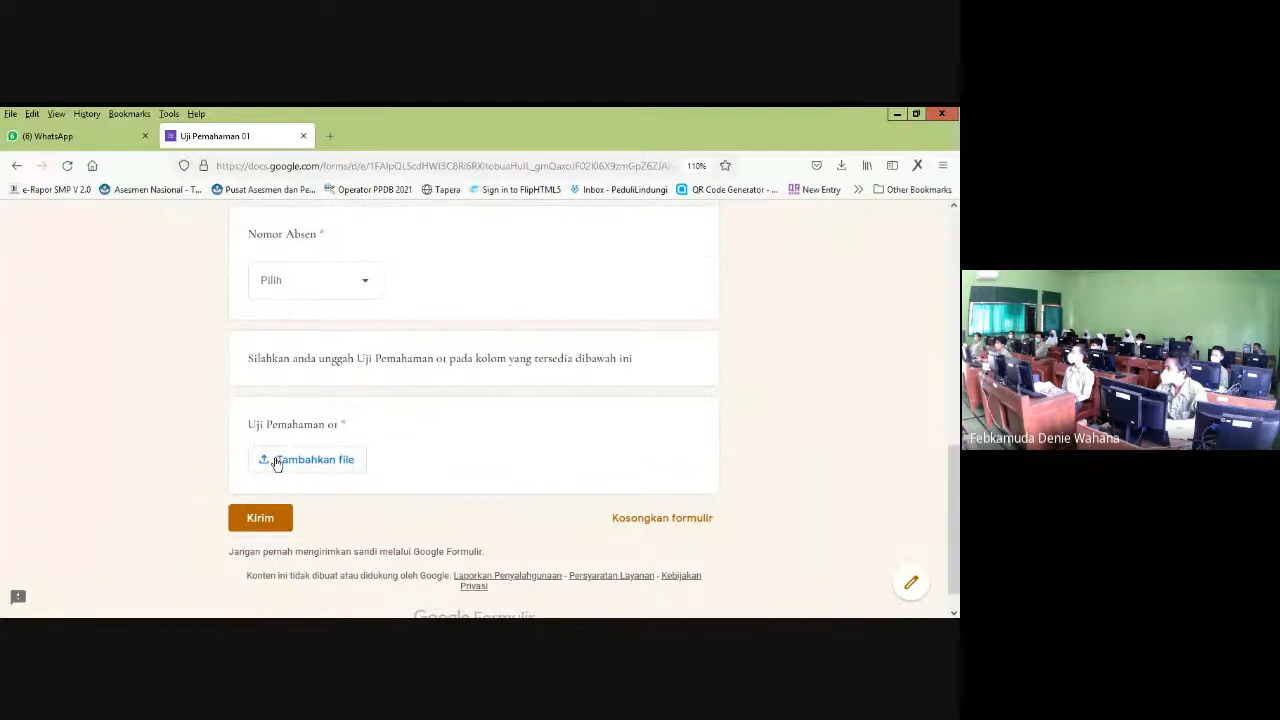 File Edit View History Bookmarks Tools Help
(6) WhatsApp
Uji Pemahaman 01
110%
e-Rapor SMP V 2.0
Asesmen Nasional - T...
Pusat Asesmen dan Pe...
Operator PPDB 2021
Tapera
Sign in to FlipHTML5
Inbox - PeduliLindungi
QR Code Generator - ...
New Entry
Other Bookmarks
Nomor Absen *
Pilih
Silahkan anda unggah Uji Pemahaman 01 pada kolom yang tersedia dibawah ini
Uji Pemahaman 01 *
Tambahkan file
Kirim
Kosongkan formulir
Jangan pernah mengirimkan sandi melalui Google Formulir.
Konten ini tidak dibuat atau didukung oleh Google. Laporkan Penyalahgunaan - Persyaratan Layanan - Kebijakan
Privasi
Google Formulir
Febkamuda Denie Wahana